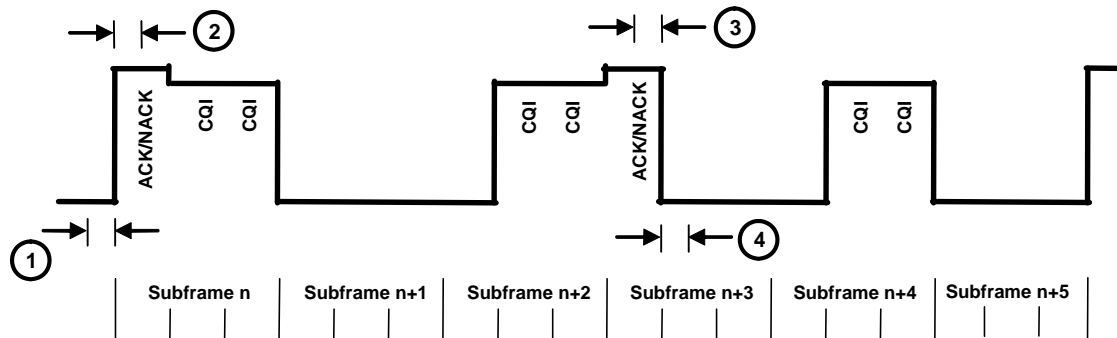 2
3
ACK/NACK
CQI
CQI
CQI
CQI
ACK/NACK
CQI
CQI
1
4
Subframe n
Subframe n+1
Subframe n+2
Subframe n+3
Subframe n+4
Subframe n+5